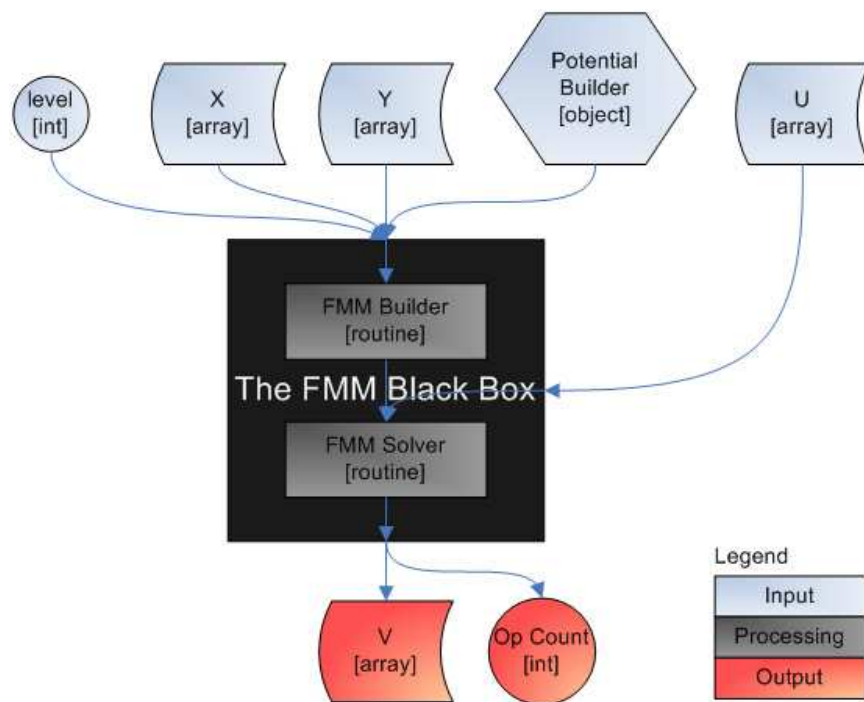 level
[int]
X
[array]
Y
[array]
Potential
Builder
[object]
U
[array]
FMM Builder
[routine]
The FMM Black Box
FMM Solver
[routine]
V
[array]
Op Count
[int]
Legend
Input
Processing
Output